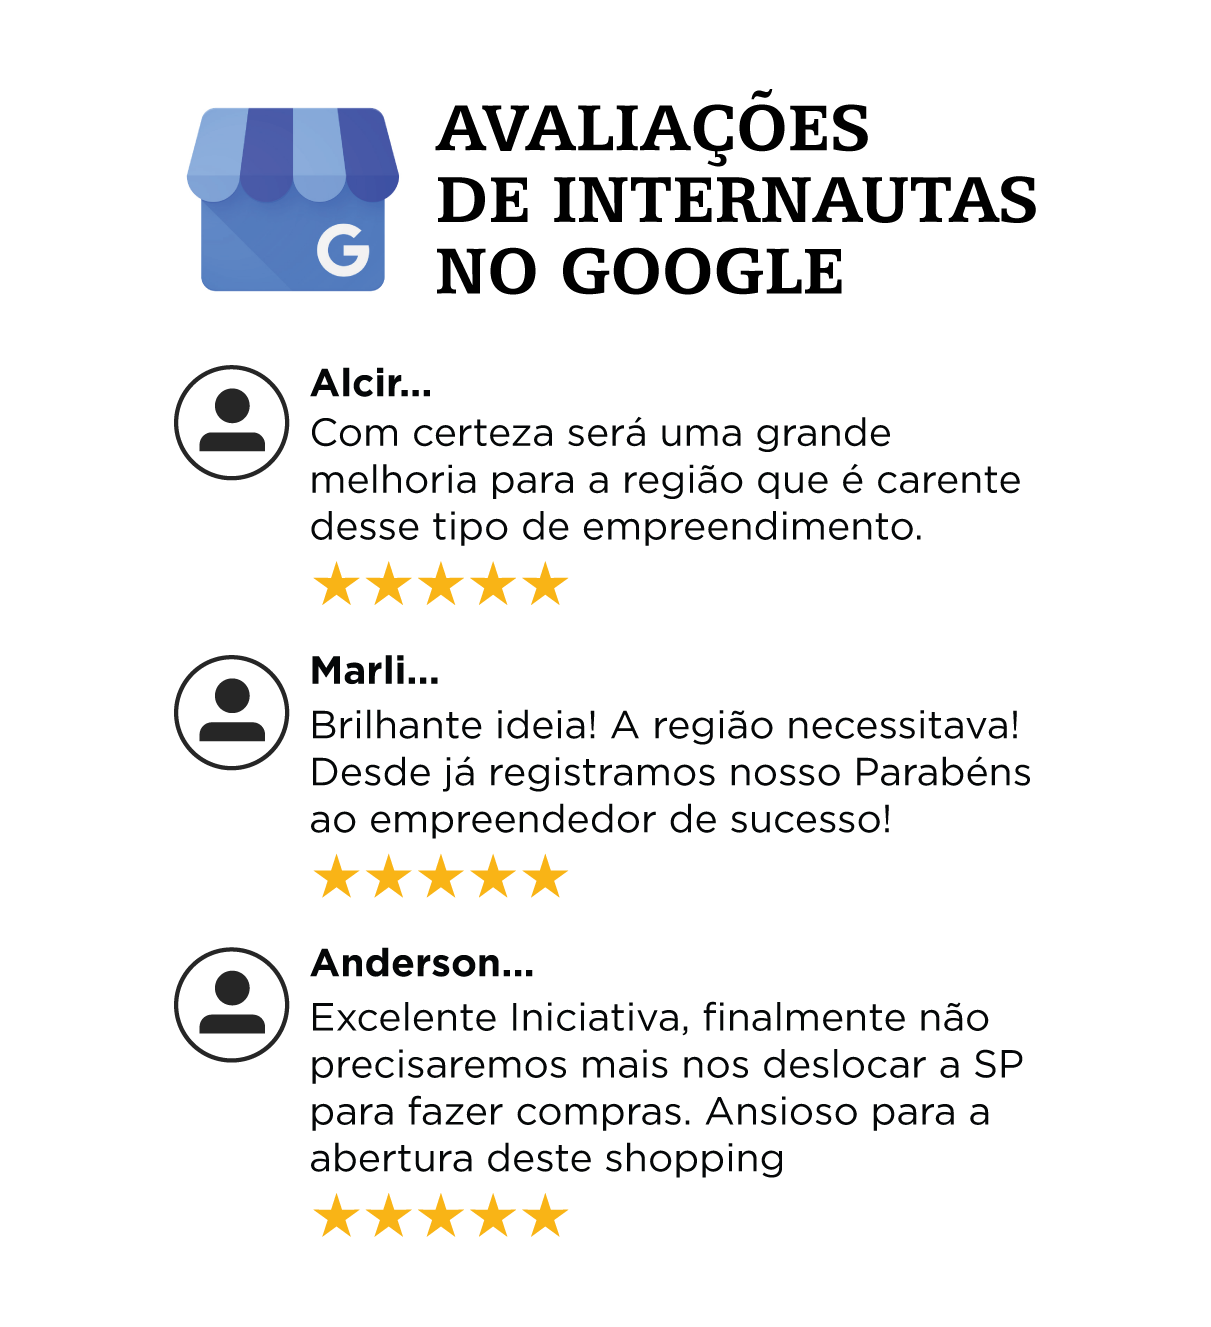 AVALIAÇÕES
DE INTERNAUTAS
NO GOOGLE
G
Alcir...
Com certeza será uma grande
melhoria para a região que é carente
desse tipo de empreendimento.
Marli...
Brilhante ideia! A região necessitava!
Desde já registramos nosso Parabéns
ao empreendedor de sucesso!
Anderson...
Excelente Iniciativa, finalmente não
precisaremos mais nos deslocar a SP
para fazer compras. Ansioso para a
abertura deste shopping